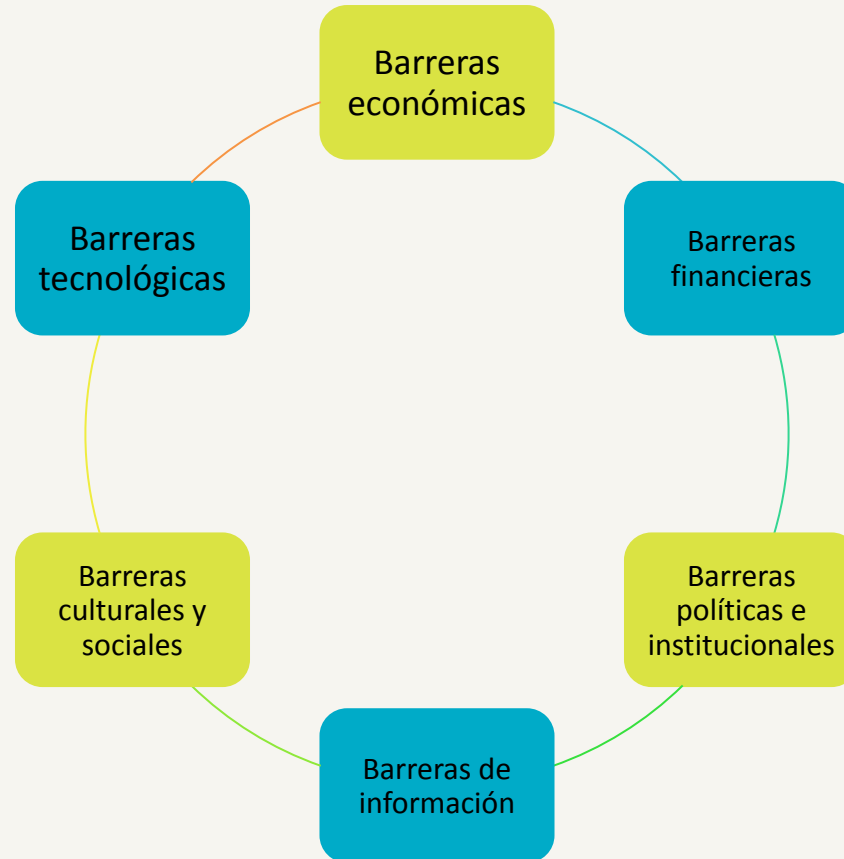 Barreras
económicas
Barreras
financieras
Barreras
políticas e
institucionales
Barreras de
información
Barreras
culturales y
sociales
Barreras
tecnológicas